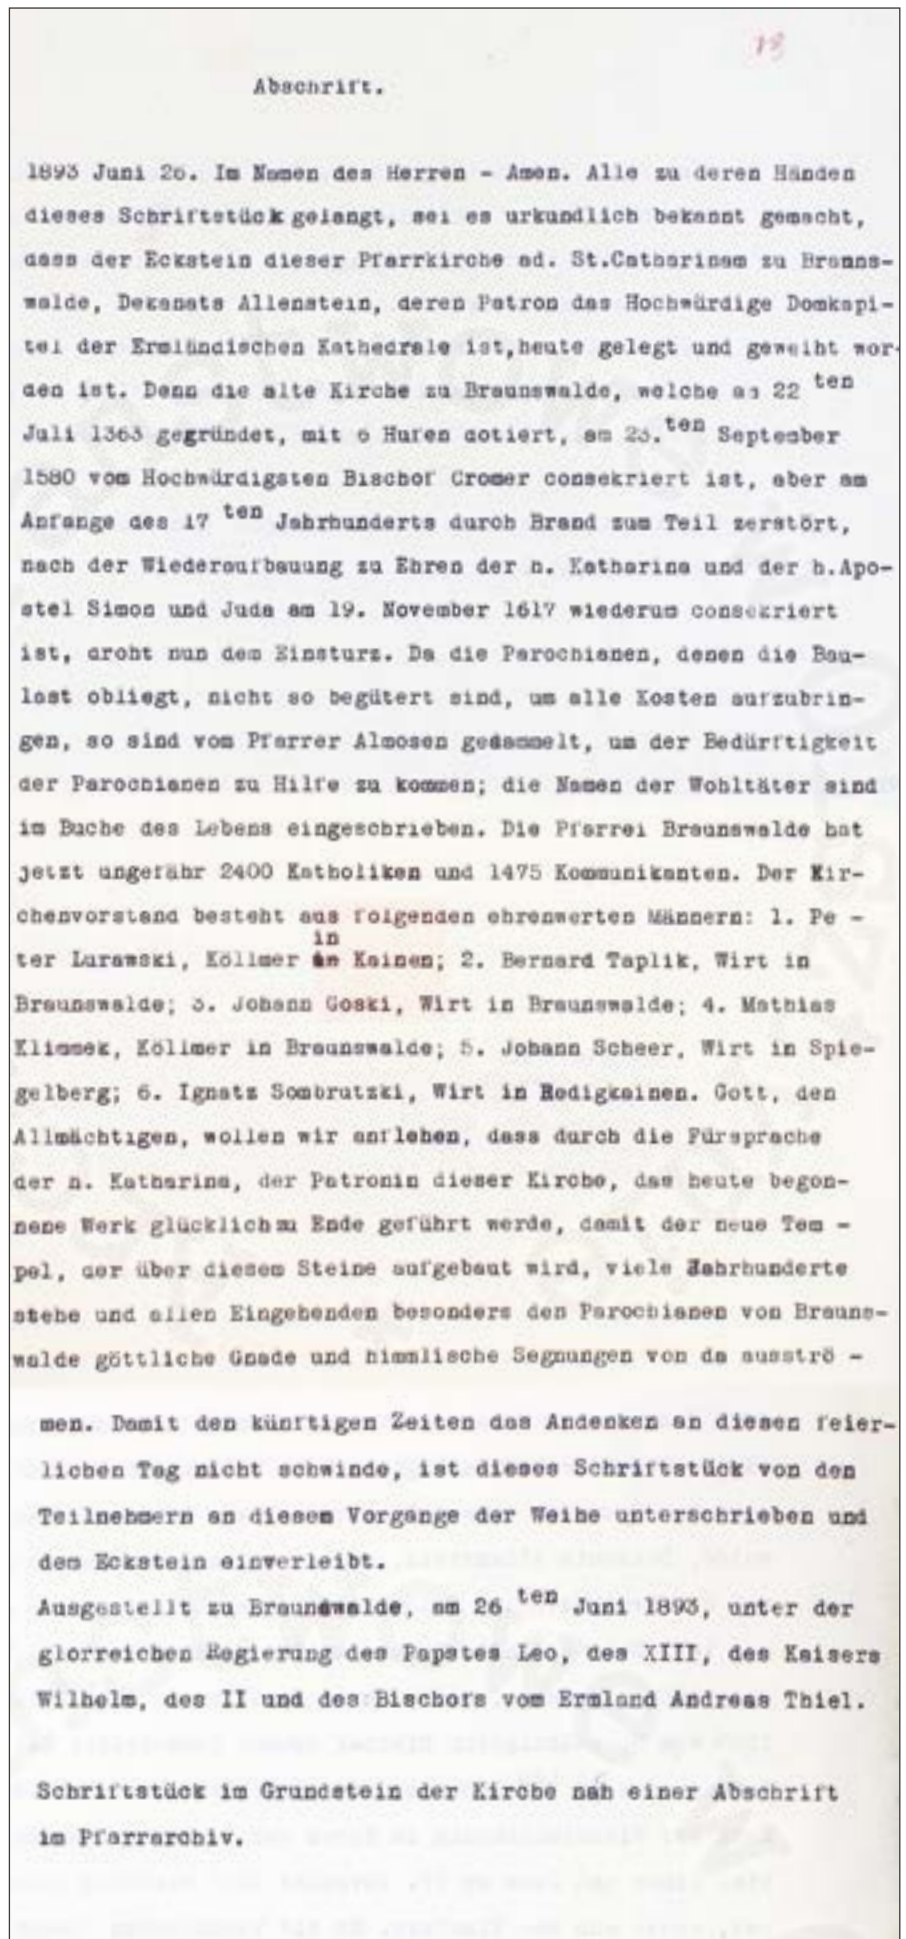 18
Abschrift.
1893 Juni 26. Im Namen des Herren - Amen. Alle zu deren Händen
dieses Schriftstück gelangt, sei es urkundlich bekannt gemacht,
dass der Eckstein dieser Pfarrkirche ad. St.Catharinam zu Brauns-
walde, Dekanats Allenstein, deren Patron das Hochwürdige Domkapi-
tel der Ermländischen Kathedrale ist,heute gelegt und geweiht wor-
den ist. Denn die alte Kirche zu Braunswalde, welche am 22 ten
Juli 1363 gegründet, mit 6 Hufen dotiert, am 23.ten September
1580 vom Hochwürdigsten Bischof Cromer consekriert ist, aber am
Anfange des 17 ten Jahrhunderts durch Brand zum Teil zerstört,
nach der Wiederaufbauung zu Ehren der h. Katharina und der h.Apo-
stel Simon und Juda am 19. November 1617 wiederum consekriert
ist, droht nun dem Einsturz. Da die Parochianen, denen die Bau-
last obliegt, nicht so begütert sind, um alle Kosten aufzubrin-
gen, so sind vom Pfarrer Almosen gesammelt, um der Bedürftigkeit
der Parochianen zu Hilfe zu kommen; die Namen der Wohltäter sind
im Buche des Lebens eingeschrieben. Die Pfarrei Braunswalde hat
jetzt ungefähr 2400 Katholiken und 1475 Kommunikanten. Der Kir-
chenvorstand besteht aus folgenden ehrenwerten Männern: 1. Pe -
ter Lurawski, Köllmer in Kainen; 2. Bernard Taplik, Wirt in
Braunswalde; 3. Johann Goski, Wirt in Braunswalde; 4. Mathias
Klimmek, Köllmer in Braunswalde; 5. Johann Scheer, Wirt in Spie-
gelberg; 6. Ignatz Sombrutzki, Wirt in Redigkainen. Gott, den
Allmächtigen, wollen wir anflehen, dass durch die Fürsprache
der h. Katharina, der Patronin dieser Kirche, das heute begon-
nene Werk glücklich zu Ende geführt werde, damit der neue Tem -
pel, der über diesem Steine aufgebaut wird, viele Jahrhunderte
stehe und allen Eingehenden besonders den Parochianen von Brauns-
walde göttliche Gnade und himmlische Segnungen von da ausströ -
men. Damit den künftigen Zeiten das Andenken an diesen feier-
lichen Tag nicht schwinde, ist dieses Schriftstück von den
Teilnehmern an diesem Vorgange der Weihe unterschrieben und
dem Eckstein einverleibt.
Ausgestellt zu Braunswalde, am 26 ten Juni 1893, unter der
glorreichen Regierung des Papstes Leo, des XIII, des Kaisers
Wilhelm, des II und des Bischofs vom Ermland Andreas Thiel.
Schriftstück im Grundstein der Kirche nah einer Abschrift
im Pfarrarchiv.